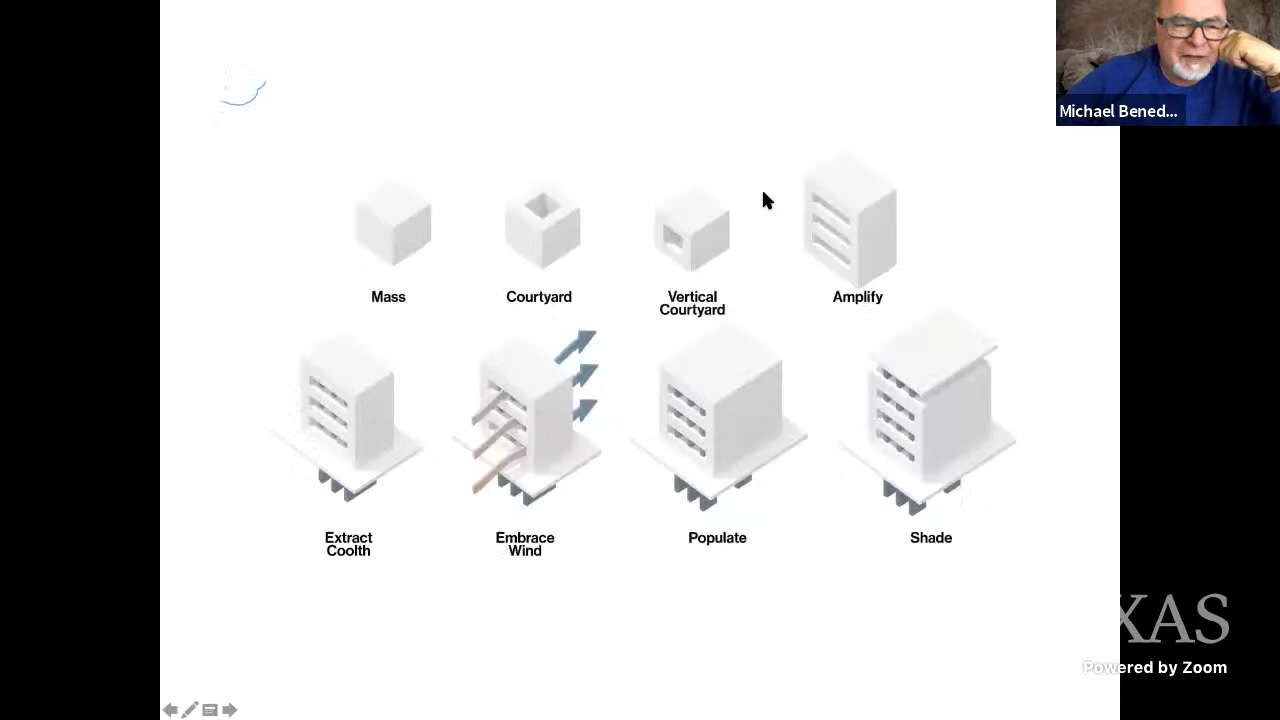 Michael Bened...
Mass
Courtyard
Vertical
Courtyard
Amplify
Extract
Coolth
Embrace
Wind
Populate
Shade
XAS
Powered by Zoom